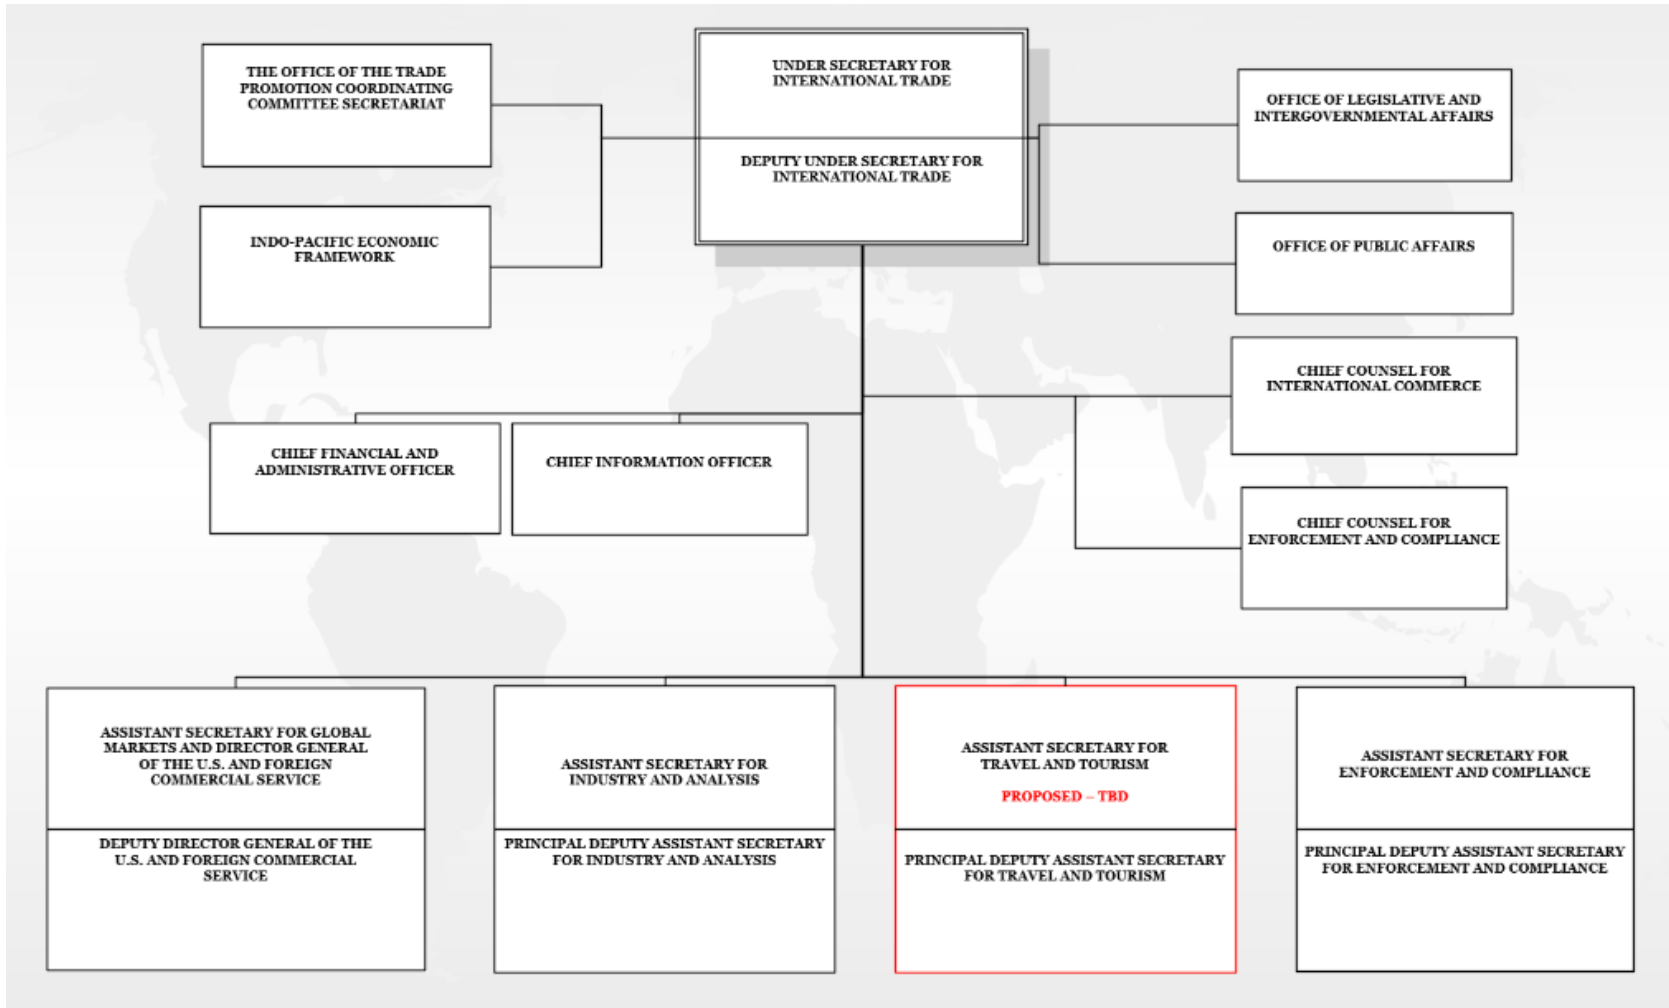 THE OFFICE OF THE TRADE
PROMOTION COORDINATING
COMMITTEE SECRETARIAT
UNDER SECRETARY FOR
INTERNATIONAL TRADE
DEPUTY UNDER SECRETARY FOR
INTERNATIONAL TRADE
OFFICE OF LEGISLATIVE AND
INTERGOVERNMENTAL AFFAIRS
INDO-PACIFIC ECONOMIC
FRAMEWORK
OFFICE OF PUBLIC AFFAIRS
CHIEF COUNSEL FOR
INTERNATIONAL COMMERCE
CHIEF FINANCIAL AND
ADMINISTRATIVE OFFICER
CHIEF INFORMATION OFFICER
CHIEF COUNSEL FOR
ENFORCEMENT AND COMPLIANCE
ASSISTANT SECRETARY FOR GLOBAL
MARKETS AND DIRECTOR GENERAL
OF THE U.S. AND FOREIGN
COMMERCIAL SERVICE
DEPUTY DIRECTOR GENERAL OF THE
U.S. AND FOREIGN COMMERCIAL
SERVICE
ASSISTANT SECRETARY FOR
INDUSTRY AND ANALYSIS
PRINCIPAL DEPUTY ASSISTANT SECRETARY
FOR INDUSTRY AND ANALYSIS
ASSISTANT SECRETARY FOR
TRAVEL AND TOURISM
PROPOSED – TBD
PRINCIPAL DEPUTY ASSISTANT SECRETARY
FOR TRAVEL AND TOURISM
ASSISTANT SECRETARY FOR
ENFORCEMENT AND COMPLIANCE
PRINCIPAL DEPUTY ASSISTANT SECRETARY
FOR ENFORCEMENT AND COMPLIANCE